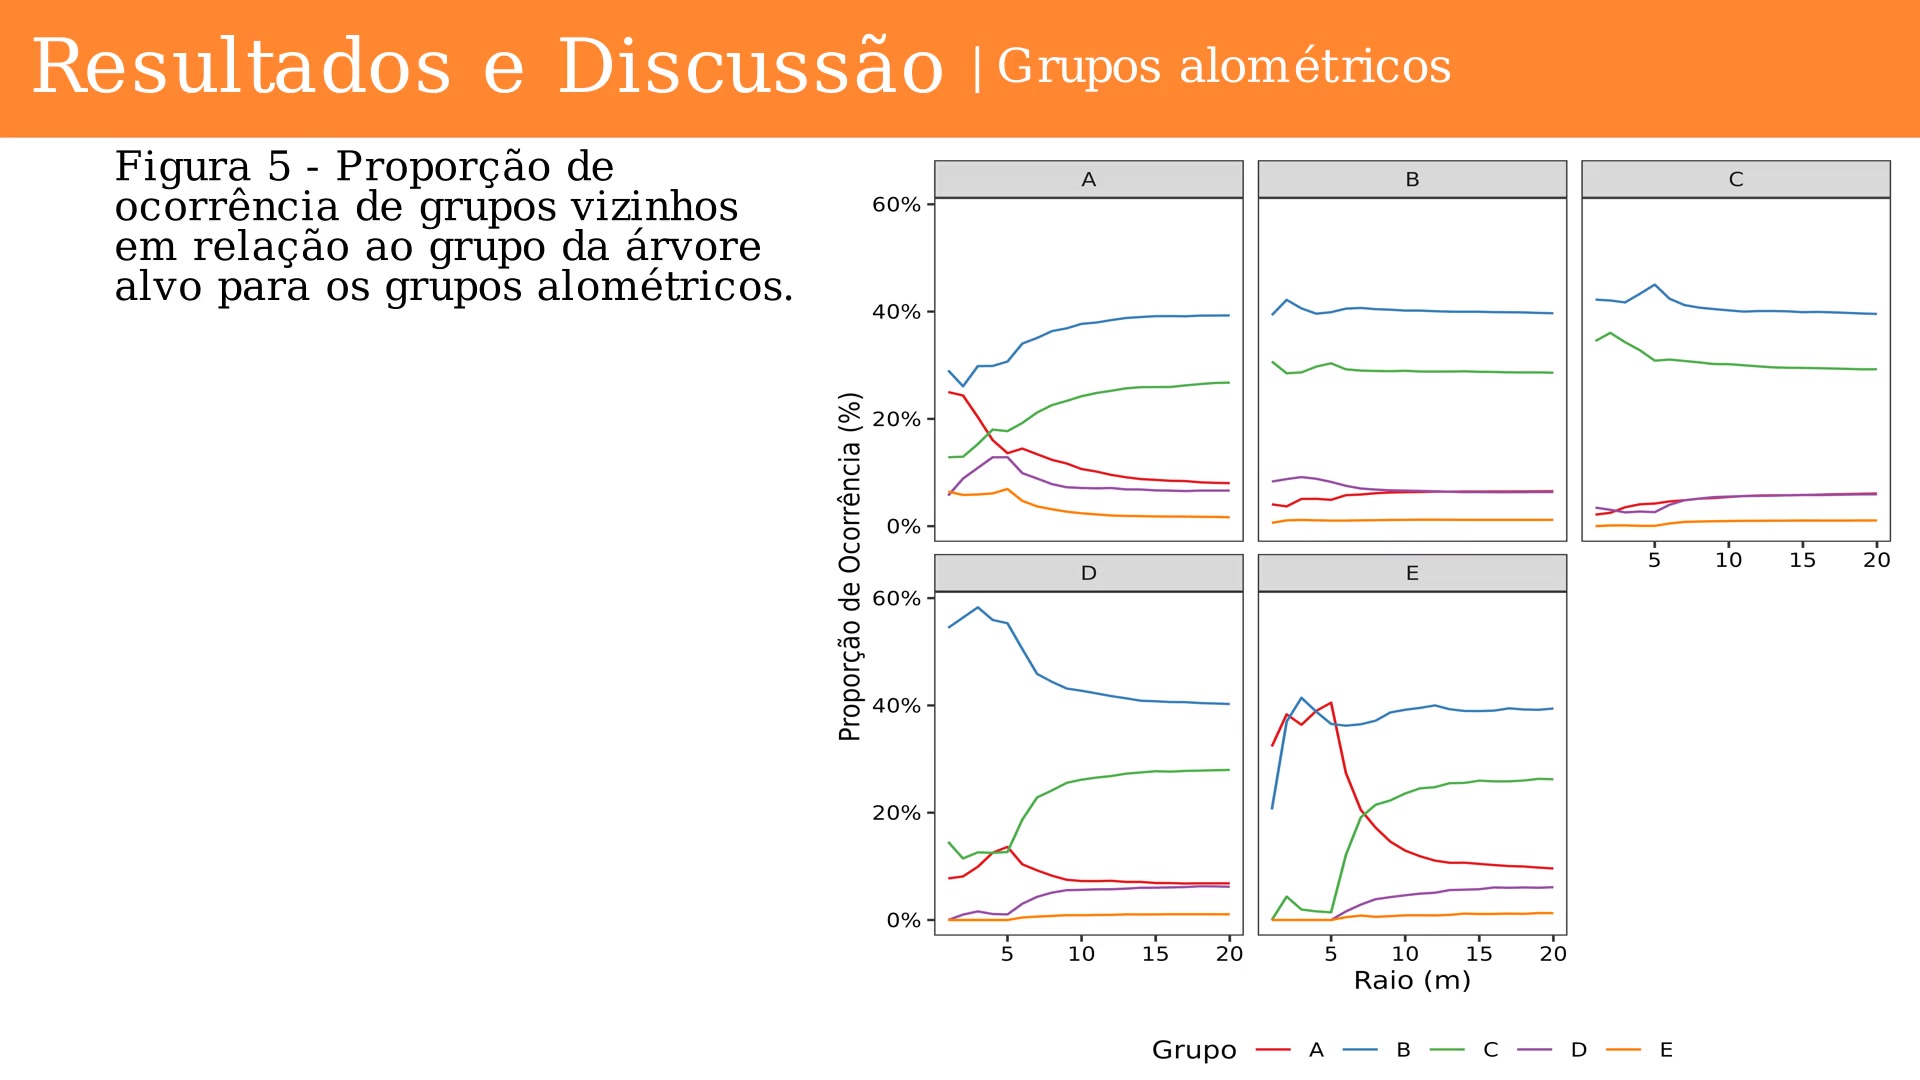 Resultados e Discussão | Grupos alométricos
Figura 5 - Proporção de
ocorrência de grupos vizinhos
em relação ao grupo da árvore
alvo para os grupos alométricos.
Proporção de Ocorrência (%)
A
B
C
60%
40%
20%
0%
5 10 15 20
D
E
60%
40%
20%
0%
5 10 15 20
5 10 15 20
Raio (m)
Grupo A B C D E